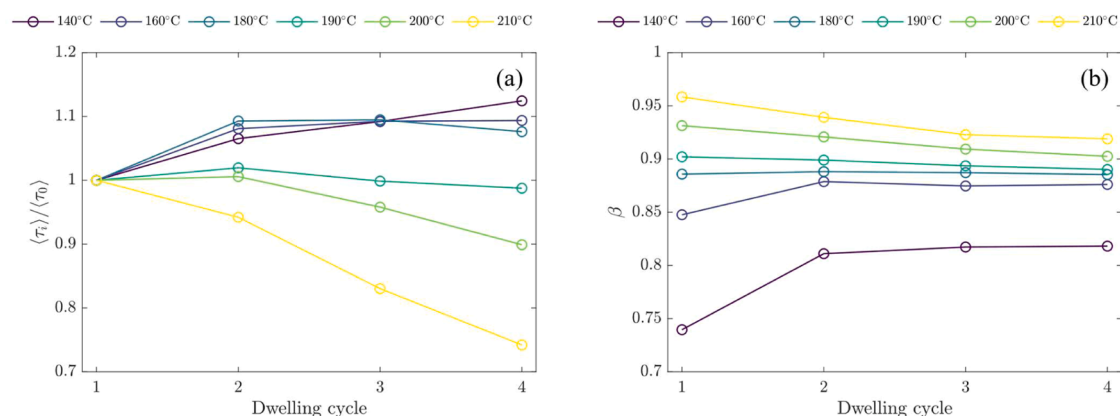 140°C 160°C 180°C 190°C 200°C 210°C
(a)
1.2
1.1
1
0.9
0.8
0.7
⟨τi⟩/⟨τ0⟩
1 2 3 4
Dwelling cycle
140°C 160°C 180°C 190°C 200°C 210°C
(b)
1
0.95
0.9
0.85
0.8
0.75
0.7
β
1 2 3 4
Dwelling cycle